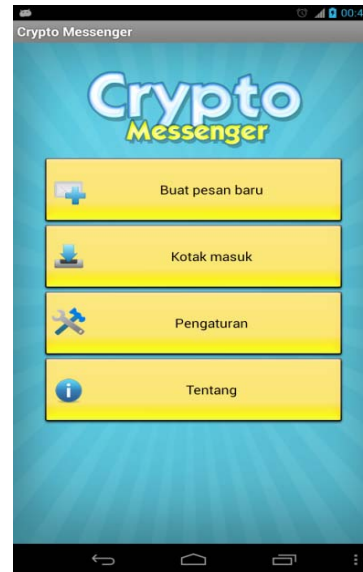 00:4
Crypto Messenger
Crypto
Messenger
Buat pesan baru
Kotak masuk
Pengaturan
Tentang